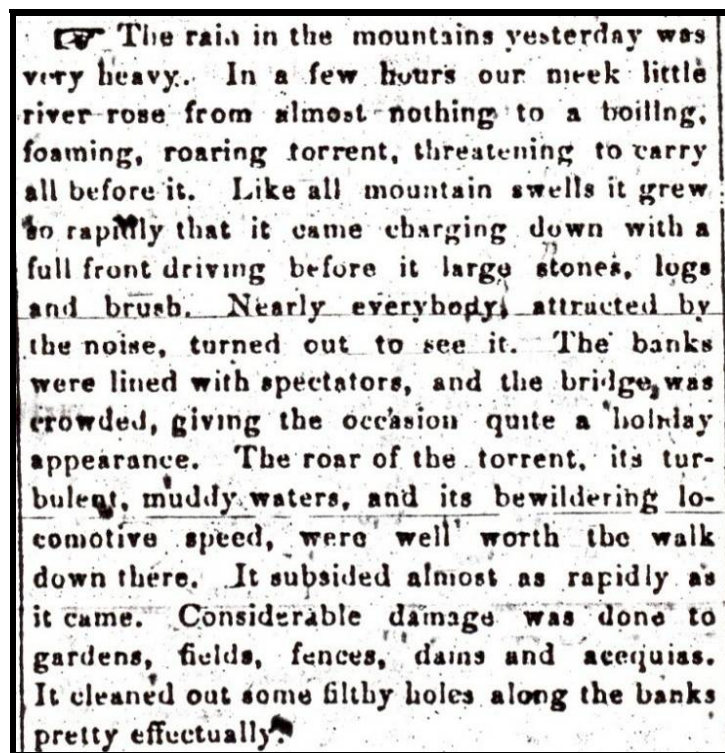 ☞ The rain in the mountains yesterday was
very heavy. In a few hours our meek little
river rose from almost nothing to a boiling,
foaming, roaring torrent, threatening to carry
all before it. Like all mountain swells it grew
so rapidly that it came charging down with a
full front driving before it large stones, logs
and brush. Nearly everybody, attracted by
the noise, turned out to see it. The banks
were lined with spectators, and the bridge was
crowded, giving the occasion quite a holiday
appearance. The roar of the torrent, its tur-
bulent, muddy waters, and its bewildering lo-
comotive speed, were well worth the walk
down there. It subsided almost as rapidly as
it came. Considerable damage was done to
gardens, fields, fences, dams and acequias.
It cleaned out some filthy holes along the banks
pretty effectually.